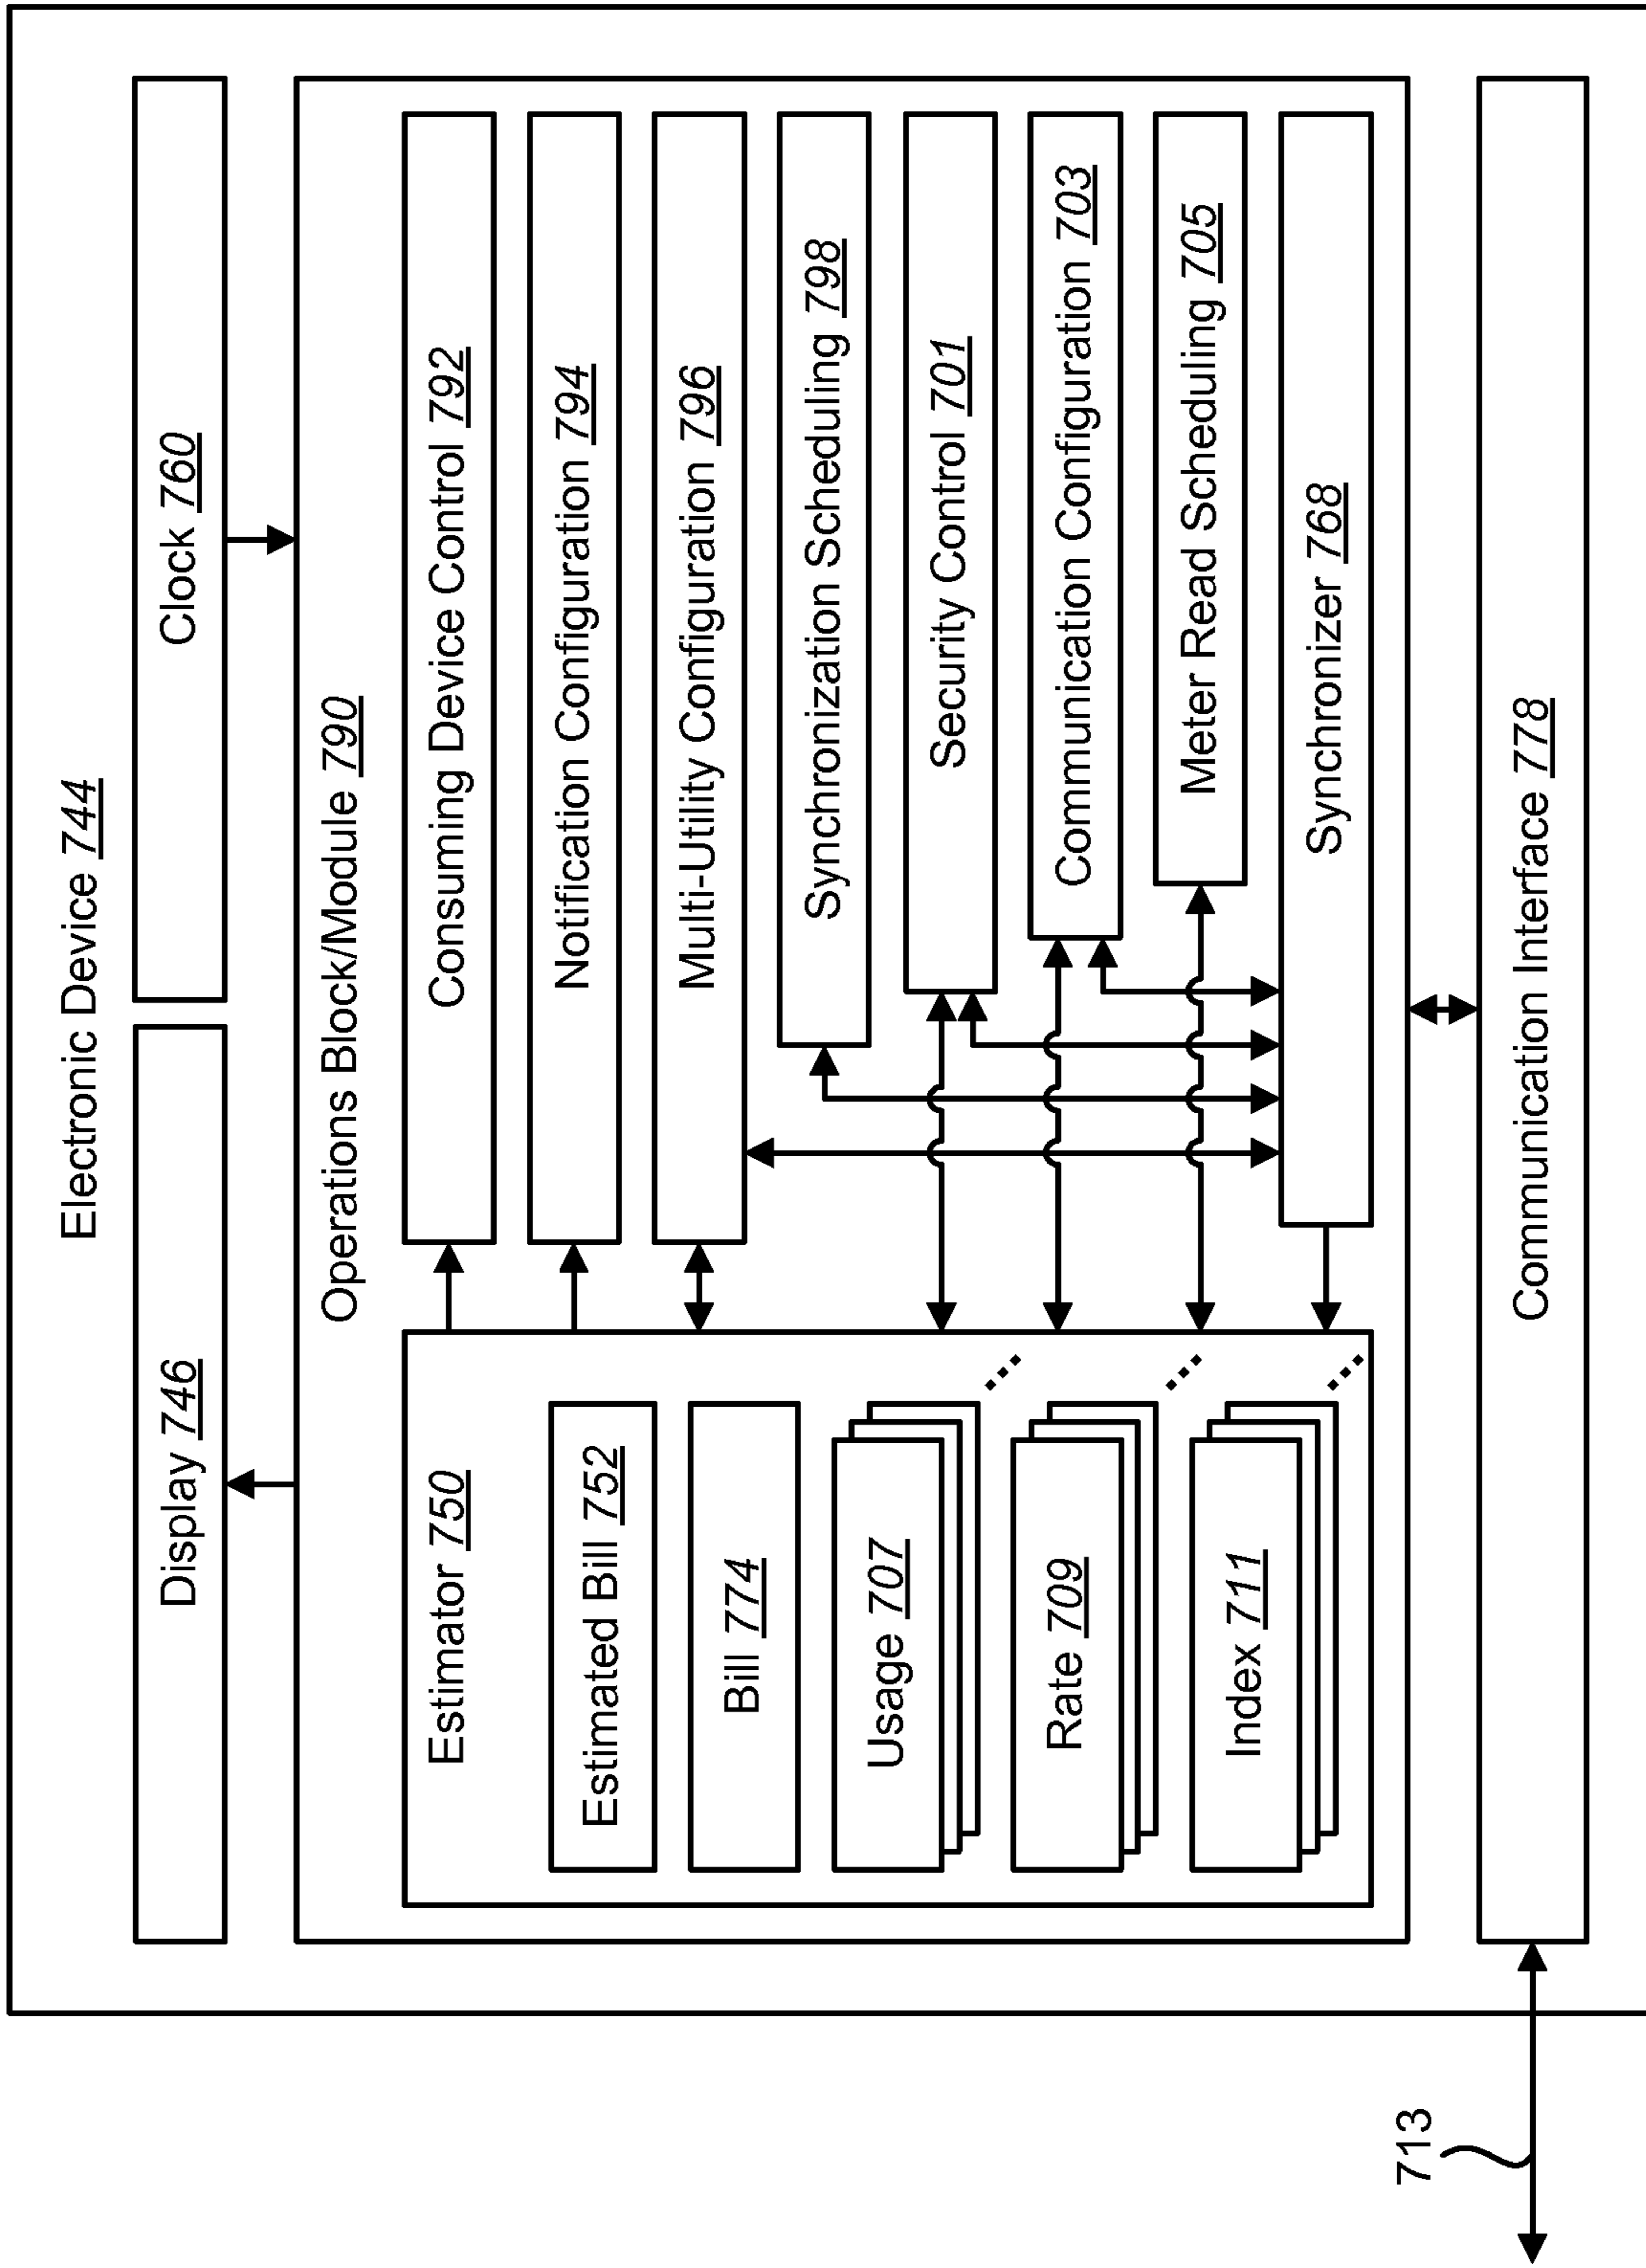 Electronic Device 744
Display 746
Clock 760
Operations Block/Module 790
Estimator 750
Estimated Bill 752
Bill 774
Usage 707
Rate 709
Index 711
Consuming Device Control 792
Notification Configuration 794
Multi-Utility Configuration 796
Synchronization Scheduling 798
Security Control 701
Communication Configuration 703
Meter Read Scheduling 705
Synchronizer 768
Communication Interface 778
713